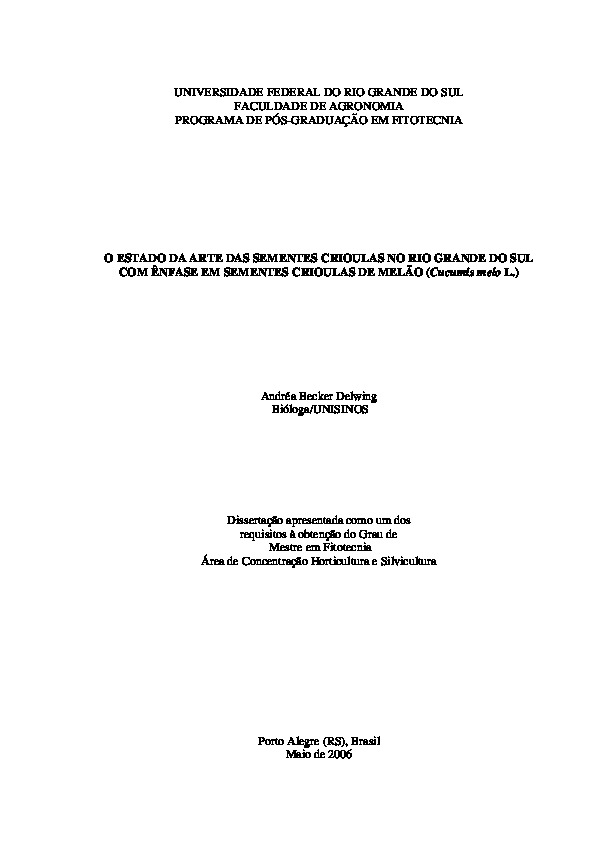 UNIVERSIDADE FEDERAL DO RIO GRANDE DO SUL
FACULDADE DE AGRONOMIA
PROGRAMA DE PÓS-GRADUAÇÃO EM FITOTECNIA
O ESTADO DA ARTE DAS SEMENTES CRIOULAS NO RIO GRANDE DO SUL
COM ÊNFASE EM SEMENTES CRIOULAS DE MELÃO (Cucumis melo L.)
Andréa Becker Delwing
Bióloga/UNISINOS
Dissertação apresentada como um dos
requisitos à obtenção do Grau de
Mestre em Fitotecnia
Área de Concentração Horticultura e Silvicultura
Porto Alegre (RS), Brasil
Maio de 2006